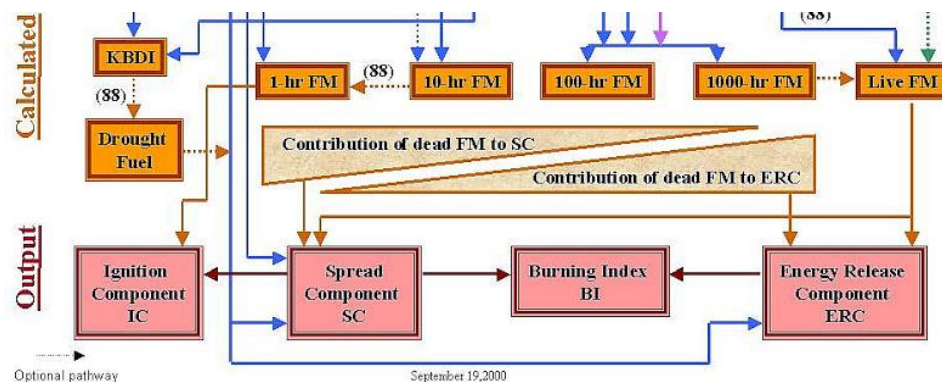 (88)
Calculated
KBDI
1-hr FM
(88)
10-hr FM
100-hr FM
1000-hr FM
Live FM
(88)
Drought
Fuel
Contribution of dead FM to SC
Contribution of dead FM to ERC
Output
Ignition
Component
IC
Spread
Component
SC
Burning Index
BI
Energy Release
Component
ERC
Optional pathway
September 19,2000